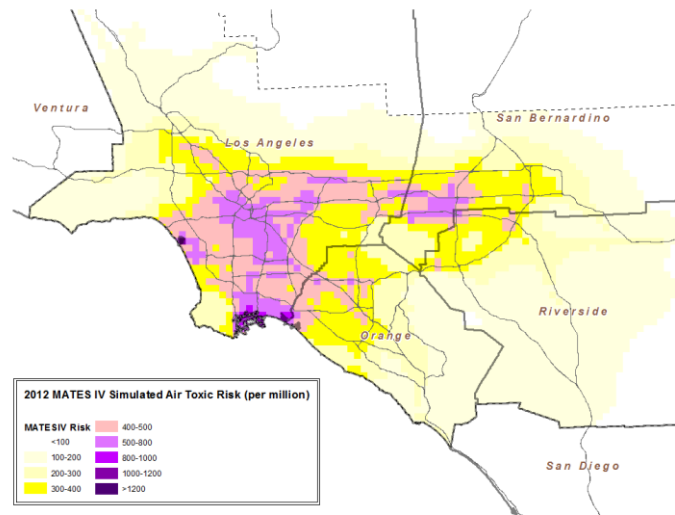 Ventura
San Bernardino
Los Angeles
Riverside
Orange
San Diego
2012 MATES IV Simulated Air Toxic Risk (per million)
MATESIV Risk
<100
100-200
200-300
300-400
400-500
500-800
800-1000
1000-1200
>1200